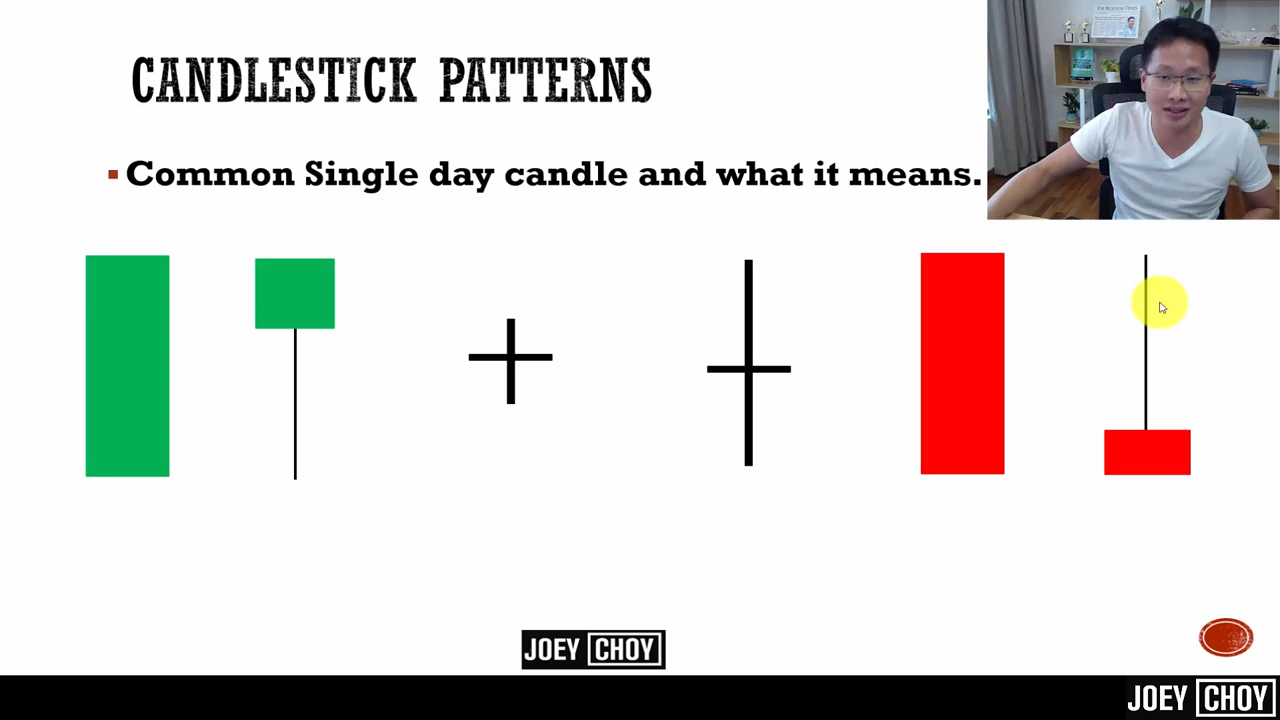 CANDLESTICK PATTERNS
Common Single day candle and what it means.
JOEY CHOY
JOEY CHOY